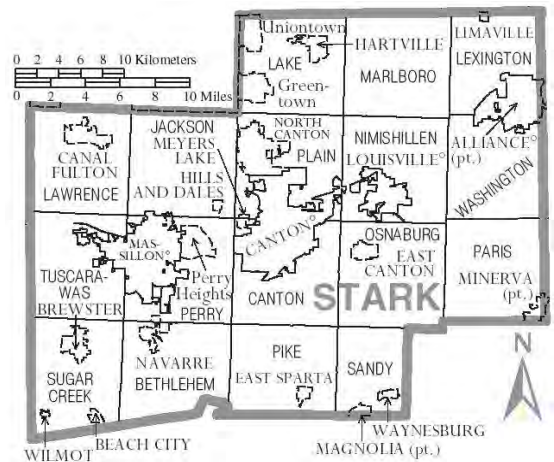 Uniontown
HARTVILLE
LIMAVILLE
LEXINGTON
0 2 4 6 8 10 Kilometers
0 2 4 6 8 10 Miles
LAKE
MARLBORO
Green-
town
CANAL
FULTON
LAWRENCE
JACKSON
MEYERS
LAKE
HILLS
AND DALES
NORTH
CANTON
PLAIN
NIMISHILLEN
LOUISVILLE°
ALLIANCE°
(pt.)
WASHINGTON
MAS-
SILLON°
CANTON°
OSNABURG
EAST
CANTON
PARIS
MINERVA
(pt.)
TUSCARA-
WAS
BREWSTER
Perry
Heights
PERRY
CANTON
STARK
N
SUGAR
CREEK
NAVARRE
BETHLEHEM
PIKE
EAST SPARTA
SANDY
WILMOT
BEACH CITY
WAYNESBURG
MAGNOLIA (pt.)